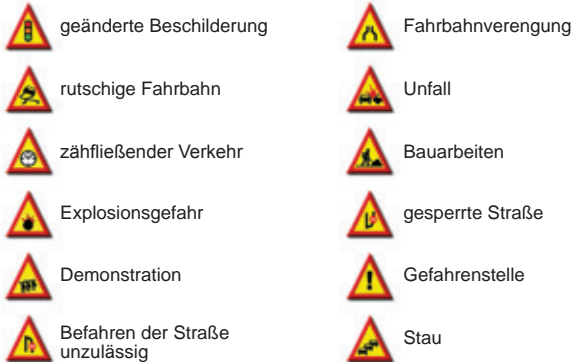 geänderte Beschilderung
rutschige Fahrbahn
zähfließender Verkehr
Explosionsgefahr
Demonstration
Befahren der Straße
unzulässig
Fahrbahnverengung
Unfall
Bauarbeiten
gesperrte Straße
Gefahrenstelle
Stau